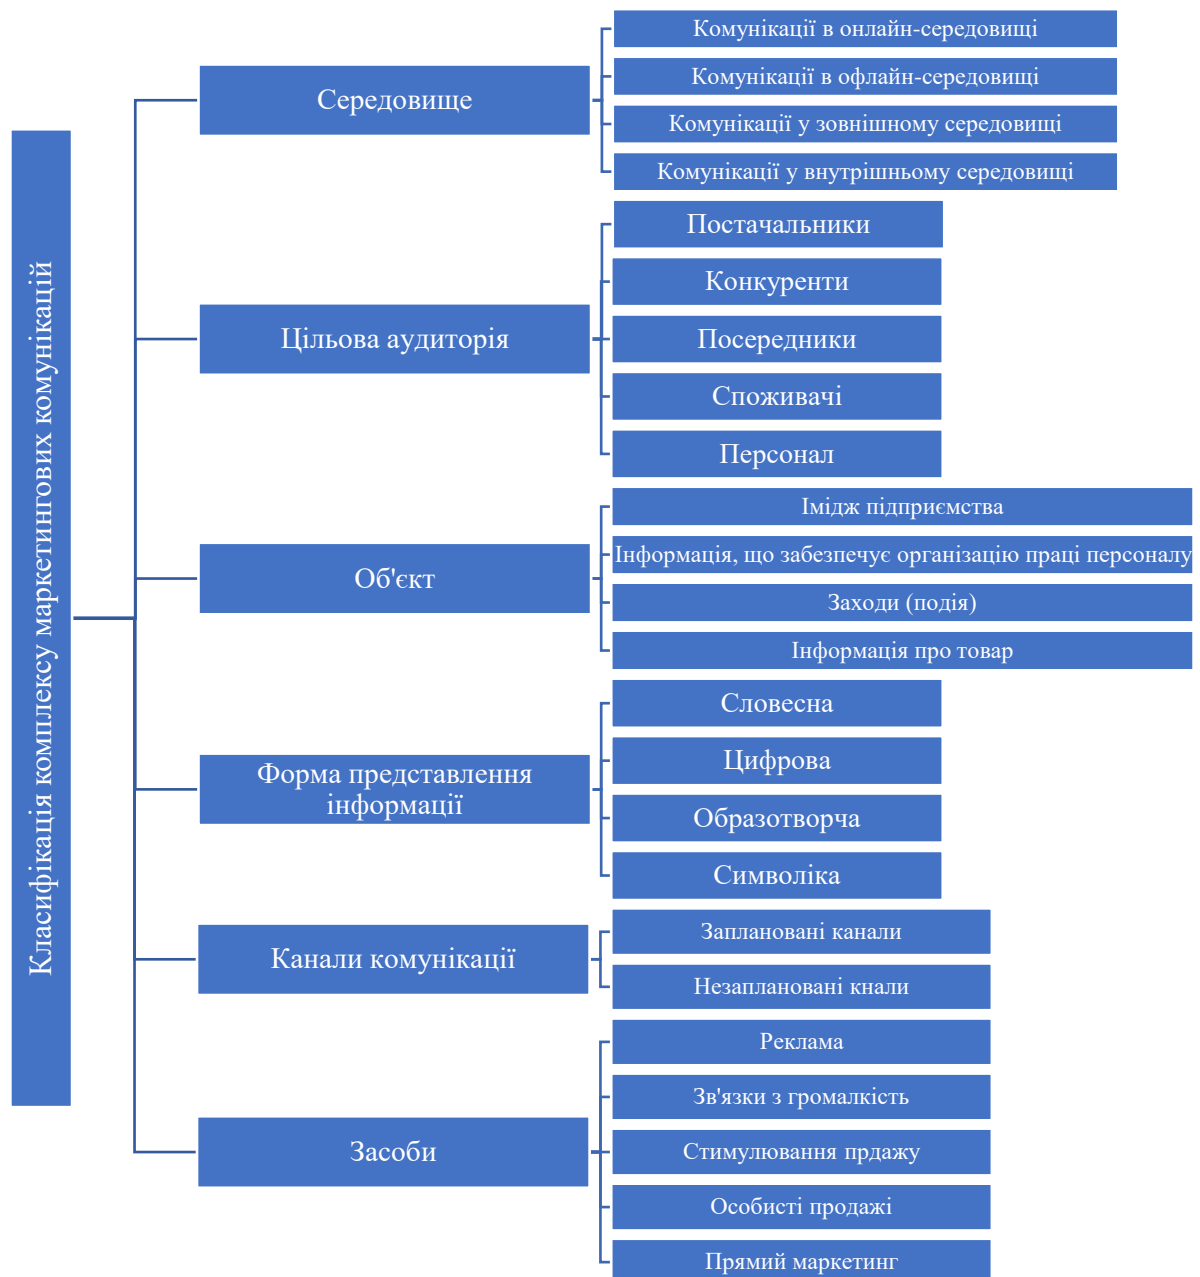 Класифікація комплексу маркетингових комунікацій
Середовище
Комунікації в онлайн-середовищі
Комунікації в офлайн-середовищі
Комунікації у зовнішному середовищі
Комунікації у внутрішньому середовищі
Цільова аудиторія
Постачальники
Конкуренти
Посередники
Споживачі
Персонал
Об'єкт
Імідж підприємства
Інформація, що забезпечує організацію праці персоналу
Заходи (подія)
Інформація про товар
Форма представлення
інформації
Словесна
Цифрова
Образотворча
Символіка
Канали комунікації
Заплановані канали
Незаплановані кнали
Засоби
Реклама
Зв'язки з громалкість
Стимулювання прдажу
Особисті продажі
Прямий маркетинг